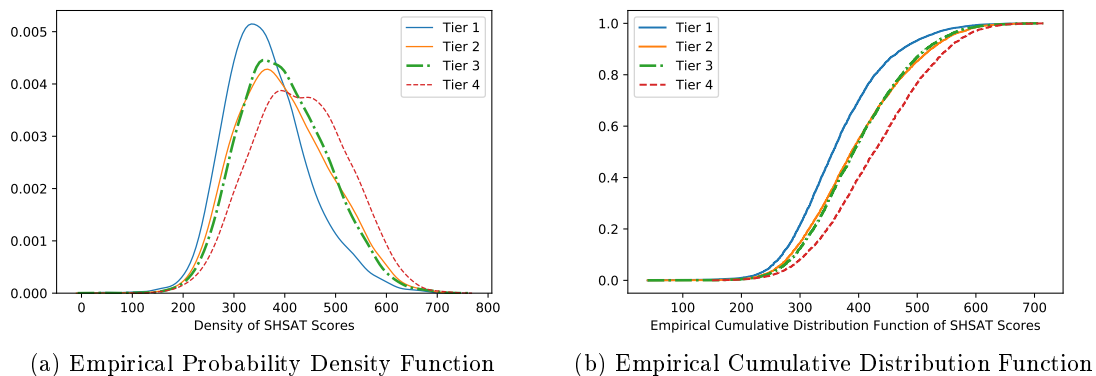 0.005
0.004
0.003
0.002
0.001
0.000
Tier 1
Tier 2
Tier 3
Tier 4
0 100 200 300 400 500 600 700 800
Density of SHSAT Scores
(a) Empirical Probability Density Function
1.0
0.8
0.6
0.4
0.2
0.0
Tier 1
Tier 2
Tier 3
Tier 4
100 200 300 400 500 600 700
Empirical Cumulative Distribution Function of SHSAT Scores
(b) Empirical Cumulative Distribution Function